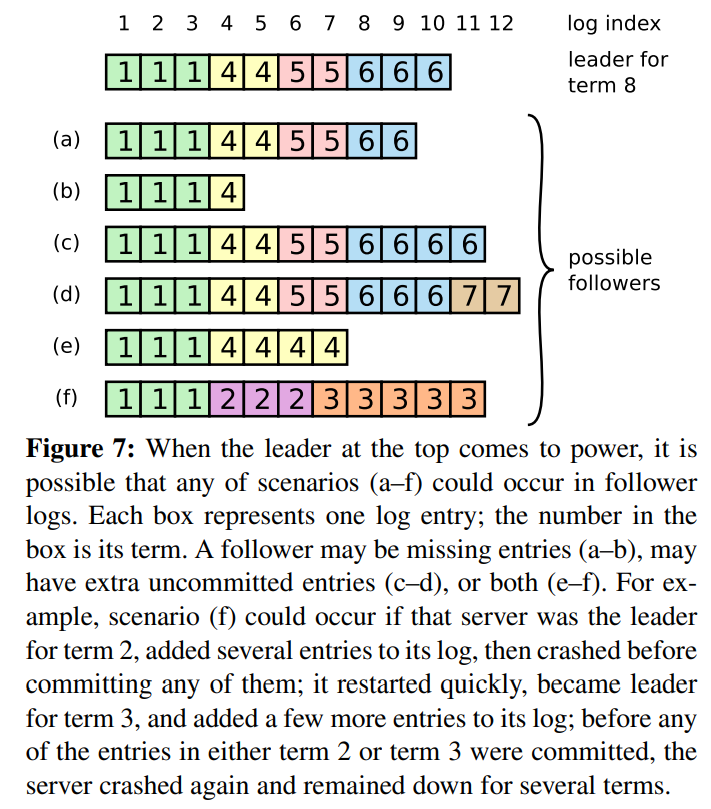 1 2 3 4 5 6 7 8 9 10 11 12 log index
1 1 1 4 4 5 5 6 6 6 leader for
term 8
(a) 1 1 1 4 4 5 5 6 6
(b) 1 1 1 4
(c) 1 1 1 4 4 5 5 6 6 6 6
possible
followers
(d) 1 1 1 4 4 5 5 6 6 6 7 7
(e) 1 1 1 4 4 4 4
(f) 1 1 1 2 2 2 3 3 3 3 3
Figure 7: When the leader at the top comes to power, it is
possible that any of scenarios (a–f) could occur in follower
logs. Each box represents one log entry; the number in the
box is its term. A follower may be missing entries (a–b), may
have extra uncommitted entries (c–d), or both (e–f). For ex-
ample, scenario (f) could occur if that server was the leader
for term 2, added several entries to its log, then crashed before
committing any of them; it restarted quickly, became leader
for term 3, and added a few more entries to its log; before any
of the entries in either term 2 or term 3 were committed, the
server crashed again and remained down for several terms.